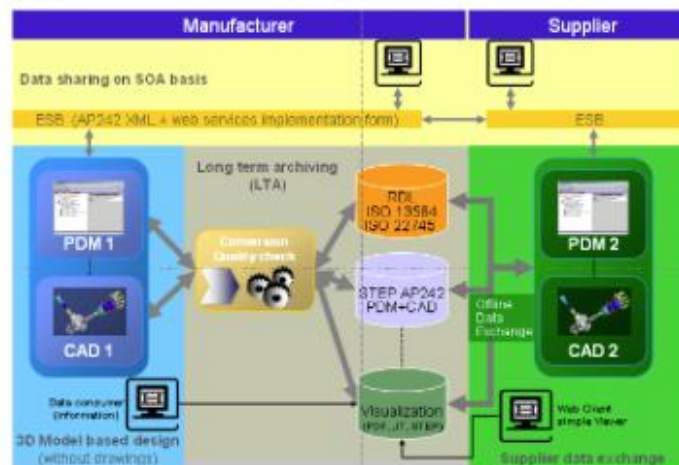 Manufacturer
Supplier
Data sharing on SOA basis
ESB (AP242 XML + web services implementation form)
ESB
Long term archiving
(LTA)
PDM 1
CAD 1
Conversion
Quality check
RDL
ISO 13584
ISO 22745
STEP AP242
PDM+CAD
Visualization
(PDF, JT, STEP)
Offline
Data
Exchange
PDM 2
CAD 2
Data consumer
(information)
Web Client
simple Viewer
3D Model based design
(without drawings)
Supplier data exchange